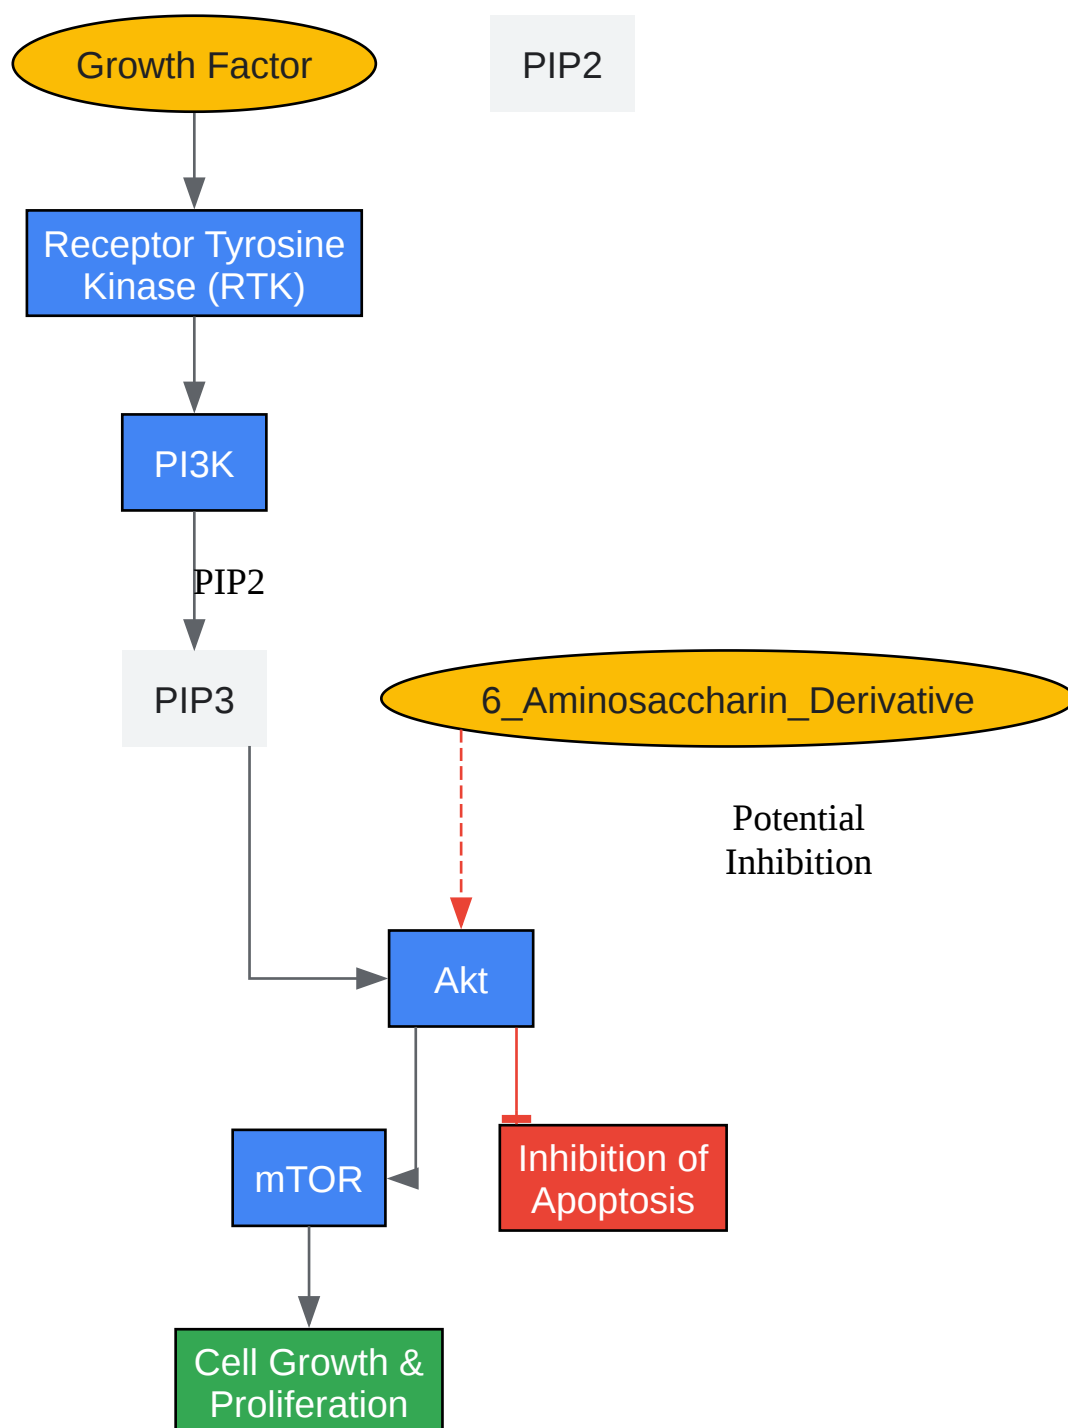 Growth Factor
PIP2
Receptor Tyrosine
Kinase (RTK)
PI3K
PIP2
PIP3
6_Aminosaccharin_Derivative
Potential
Inhibition
Akt
mTOR
Inhibition of
Apoptosis
Cell Growth &
Proliferation